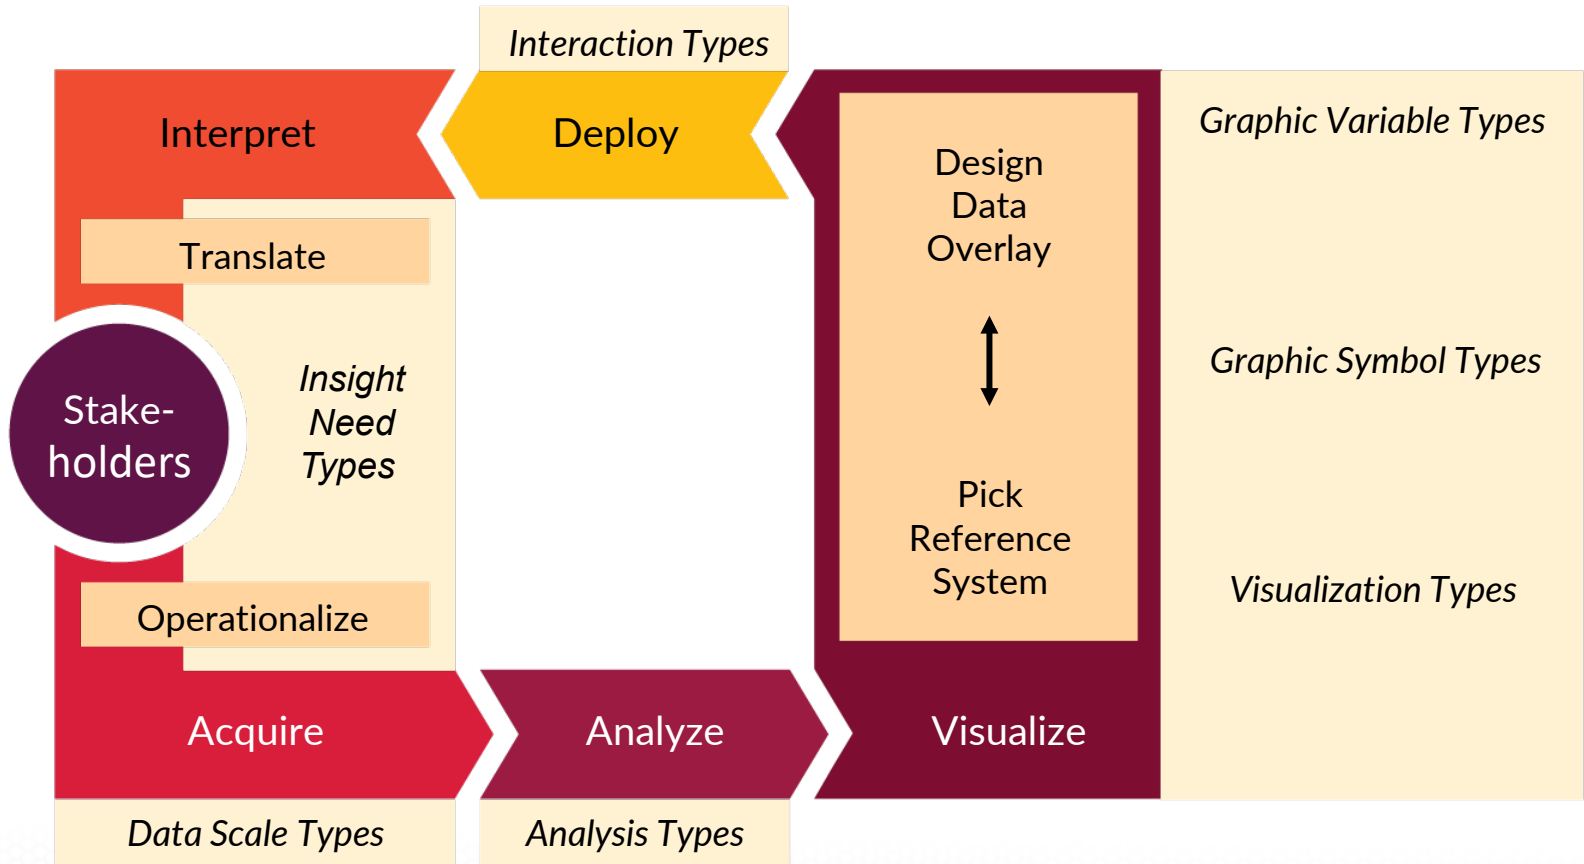 Interaction Types
Interpret
Deploy
Design
Data
Overlay
Graphic Variable Types
Translate
Stake-
holders
Insight
Need
Types
Graphic Symbol Types
Pick
Reference
System
Visualization Types
Operationalize
Acquire
Analyze
Visualize
Data Scale Types
Analysis Types